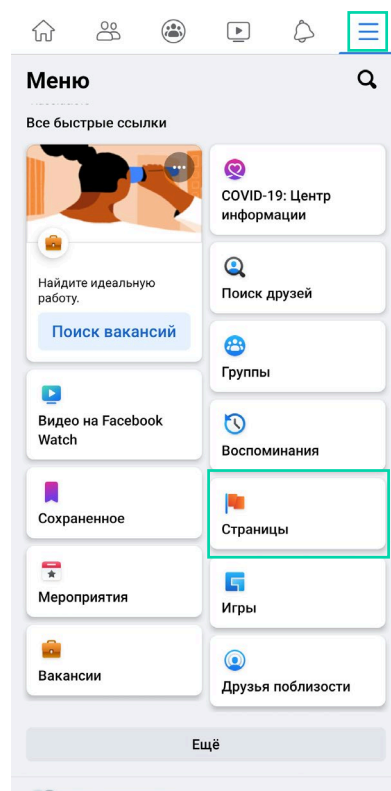 Меню
Все быстрые ссылки
Найдите идеальную
работу.
Поиск вакансий
Видео на Facebook
Watch
Сохраненное
Мероприятия
Вакансии
COVID-19: Центр
информации
Поиск друзей
Группы
Воспоминания
Страницы
Игры
Друзья поблизости
Ещё